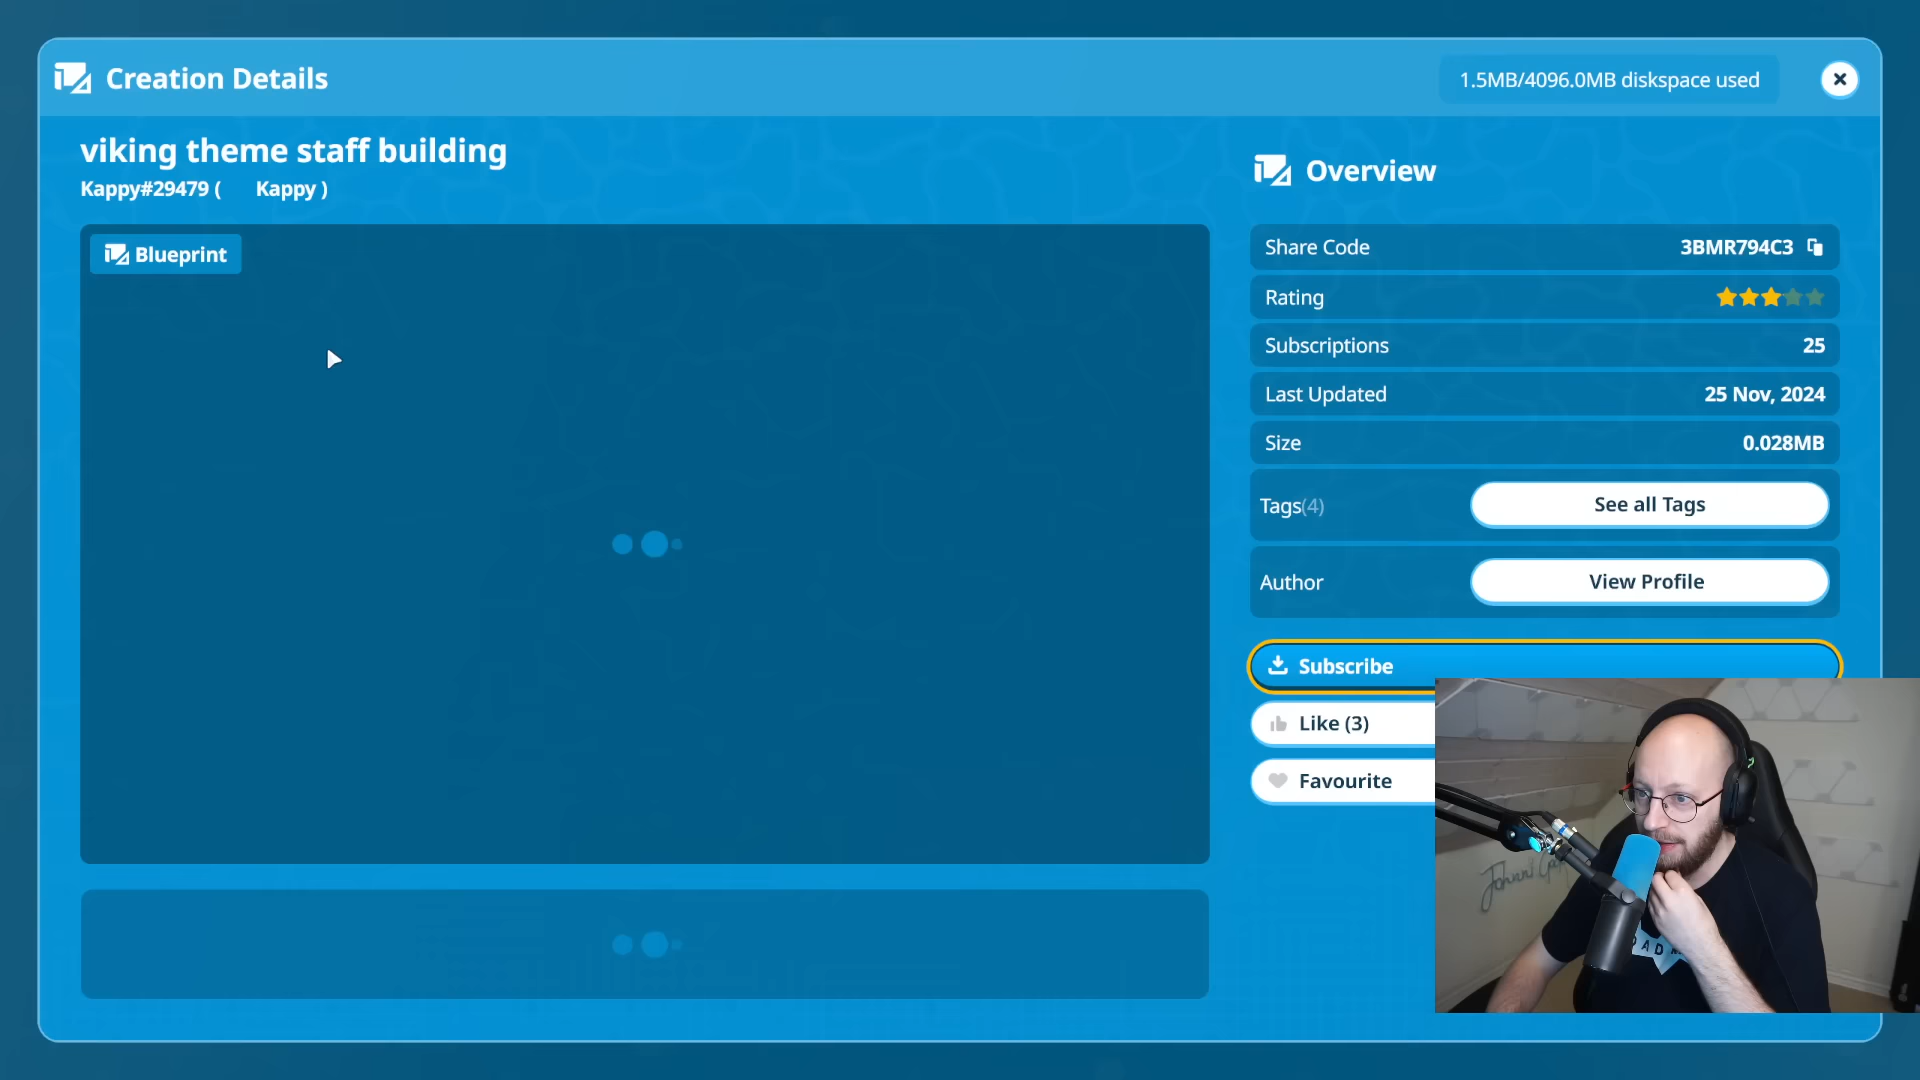 Creation Details
1.5MB/4096.0MB diskspace used
viking theme staff building
Kappy#29479 ( Kappy )
Blueprint
Overview
Share Code 3BMR794C3
Rating
Subscriptions 25
Last Updated 25 Nov, 2024
Size 0.028MB
Tags(4) See all Tags
Author View Profile
Subscribe
Like (3)
Favourite